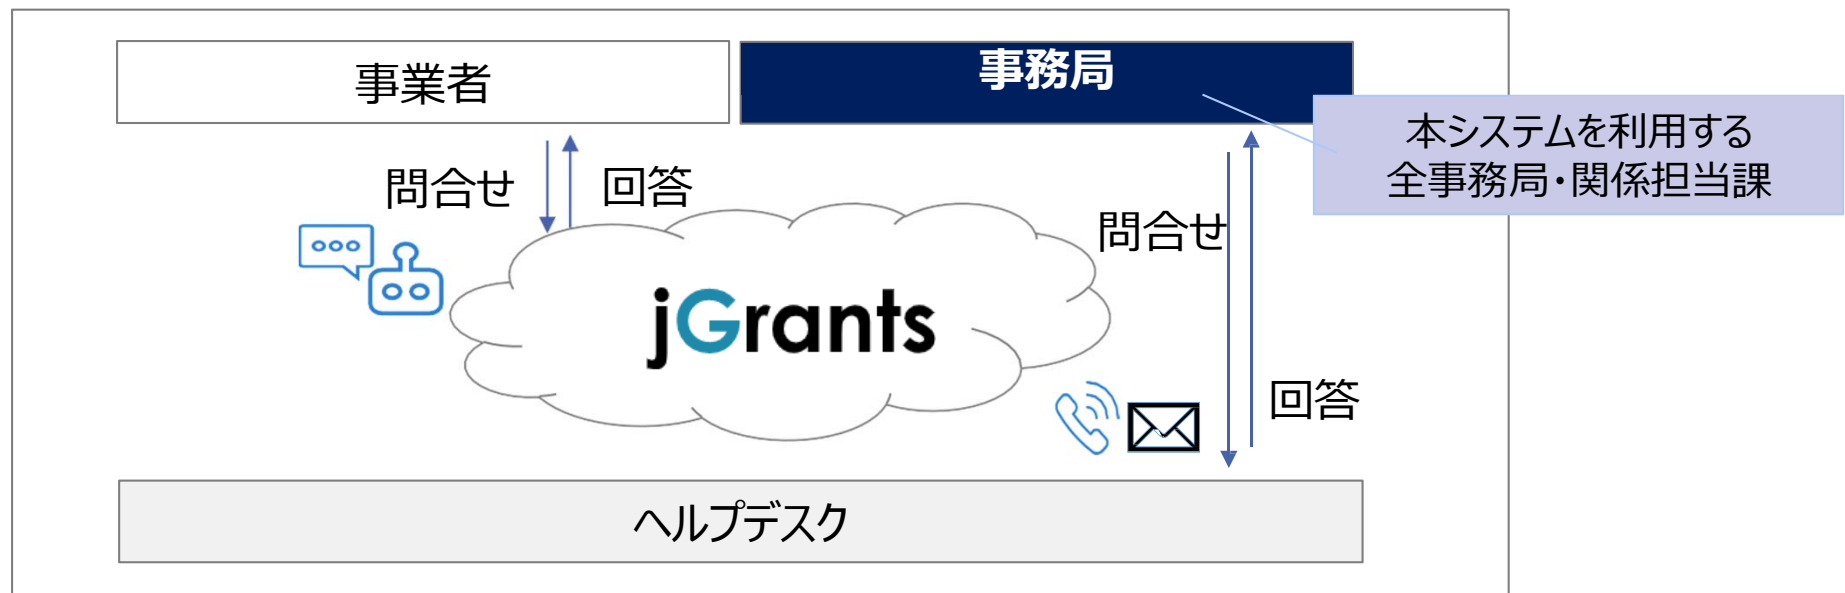 事業者
事務局
本システムを利用する
全事務局・関係担当課
問合せ
回答
問合せ
jGrants
回答
ヘルプデスク